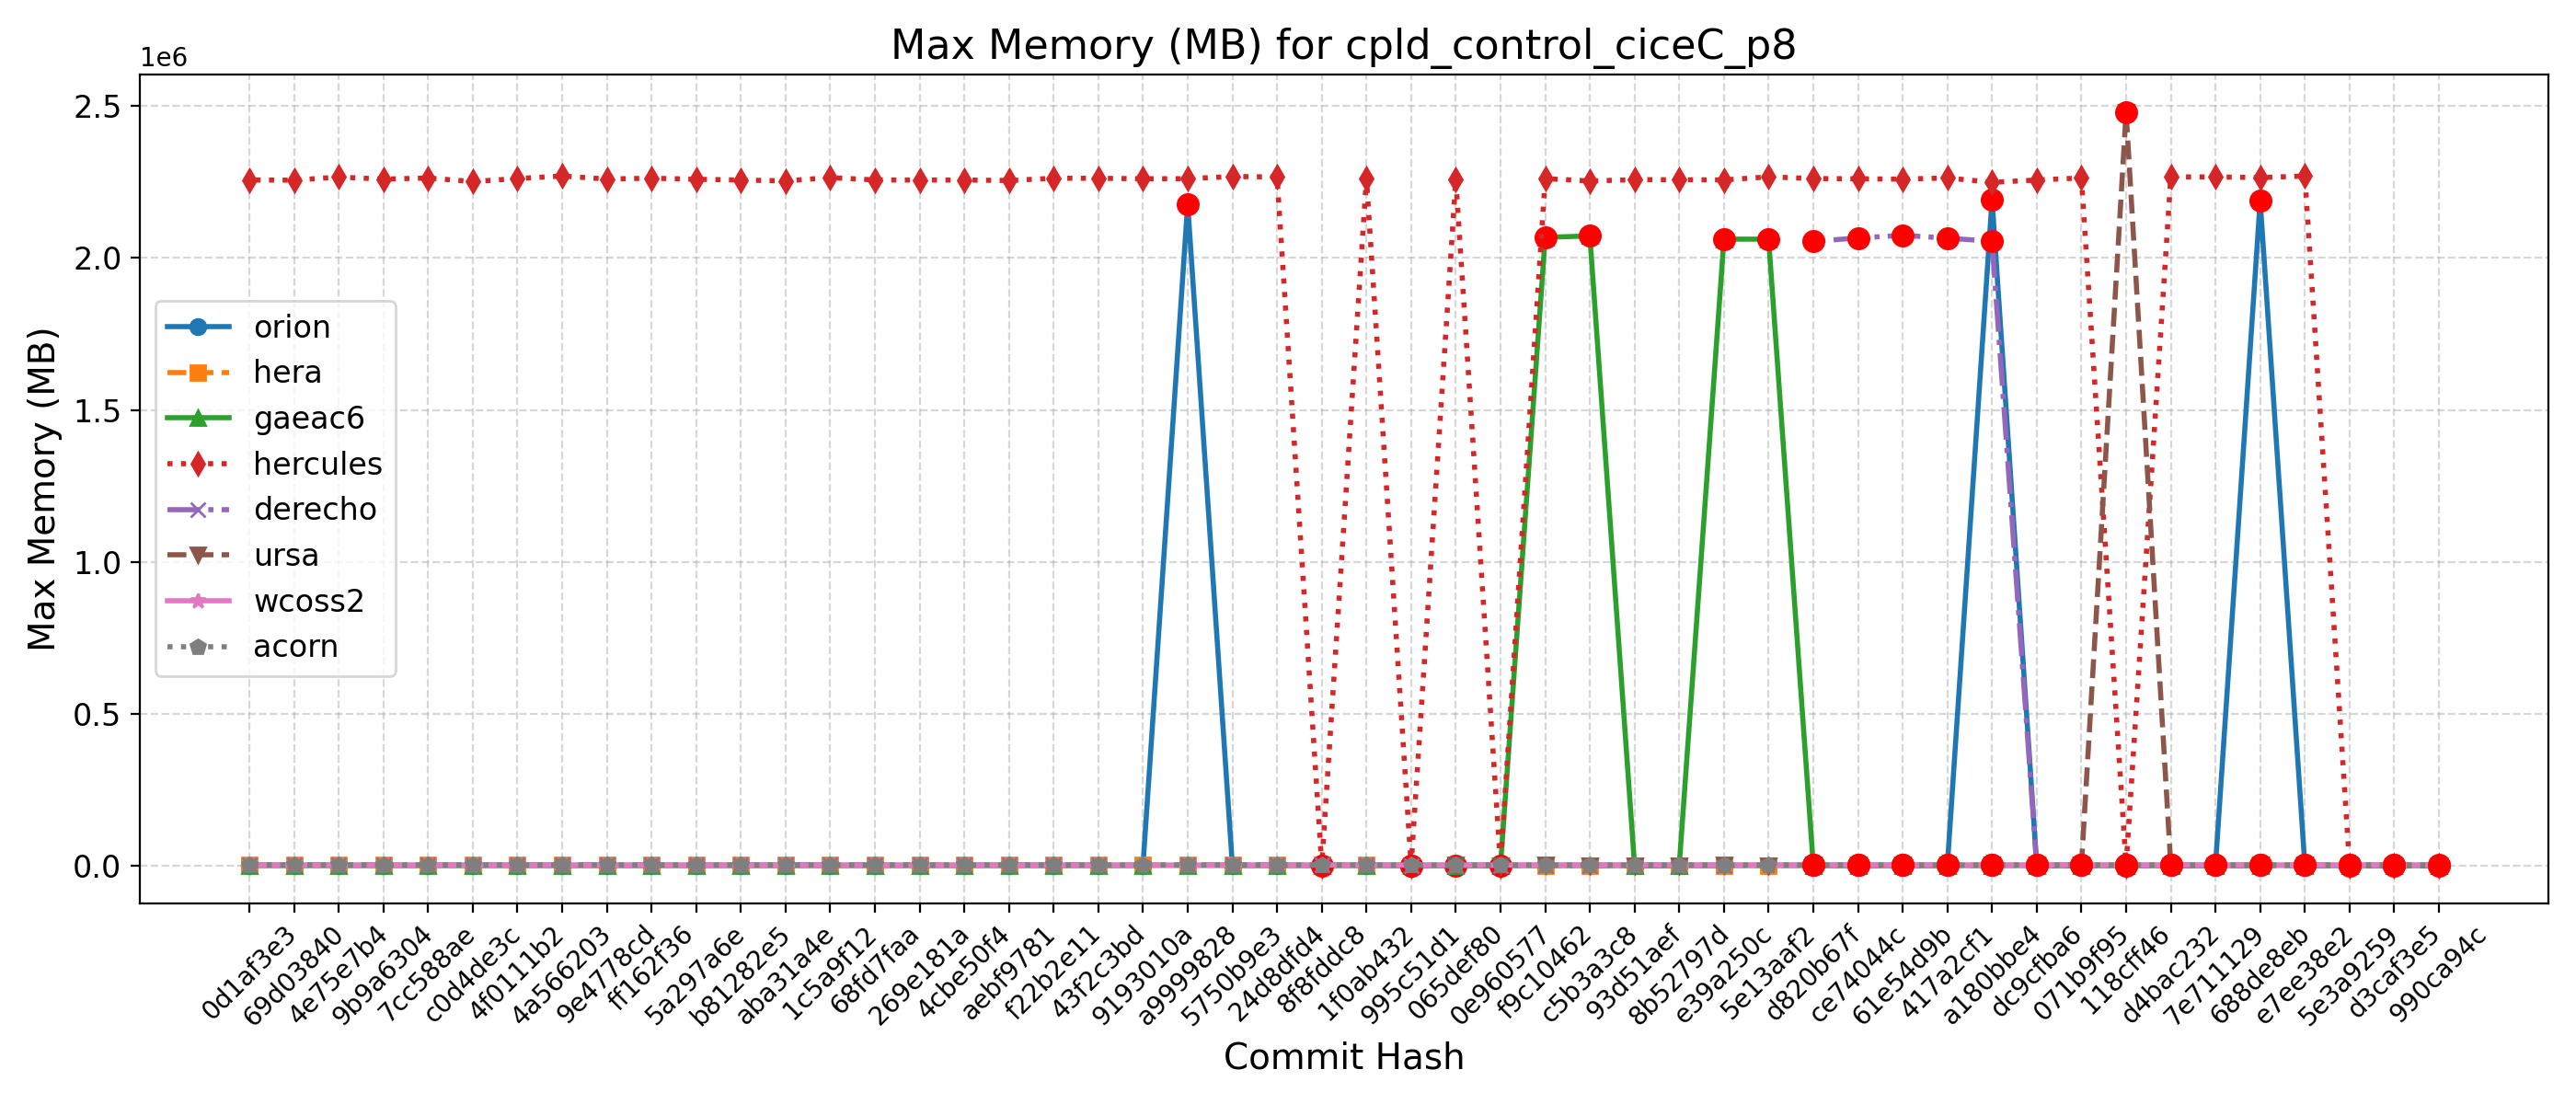 Max Memory (MB) for cpld_control_ciceC_p8
1e6
2.5
2.0
1.5
1.0
0.5
0.0
Max Memory (MB)
orion
hera
gaeac6
hercules
derecho
ursa
wcoss2
acorn
0d1af3e3
69d03840
4e75e7b4
9b9a6304
7cc588ae
c0d4de3c
4f0111b2
4a566203
9e4778cd
ff162f36
5a297a6e
b81282e5
aba31a4e
1c5a9f12
68fd7faa
269e181a
4cbe50f4
aebf9781
f22b2e11
43f2c3bd
9193010a
a9999828
5750b9e3
24d8dfd4
8f8fddc8
1f0ab432
995c51d1
065def80
0e960577
f9c10462
c5b3a3c8
93d51aef
8b52797d
e39a250c
5e13aaf2
d820b67f
ce74044c
61e54d9b
417a2cf1
a180bbe4
dc9cfba6
071b9f95
118cff46
d4bac232
7e711129
688de8eb
e7ee38e2
5e3a9259
d3caf3e5
990ca94c
Commit Hash